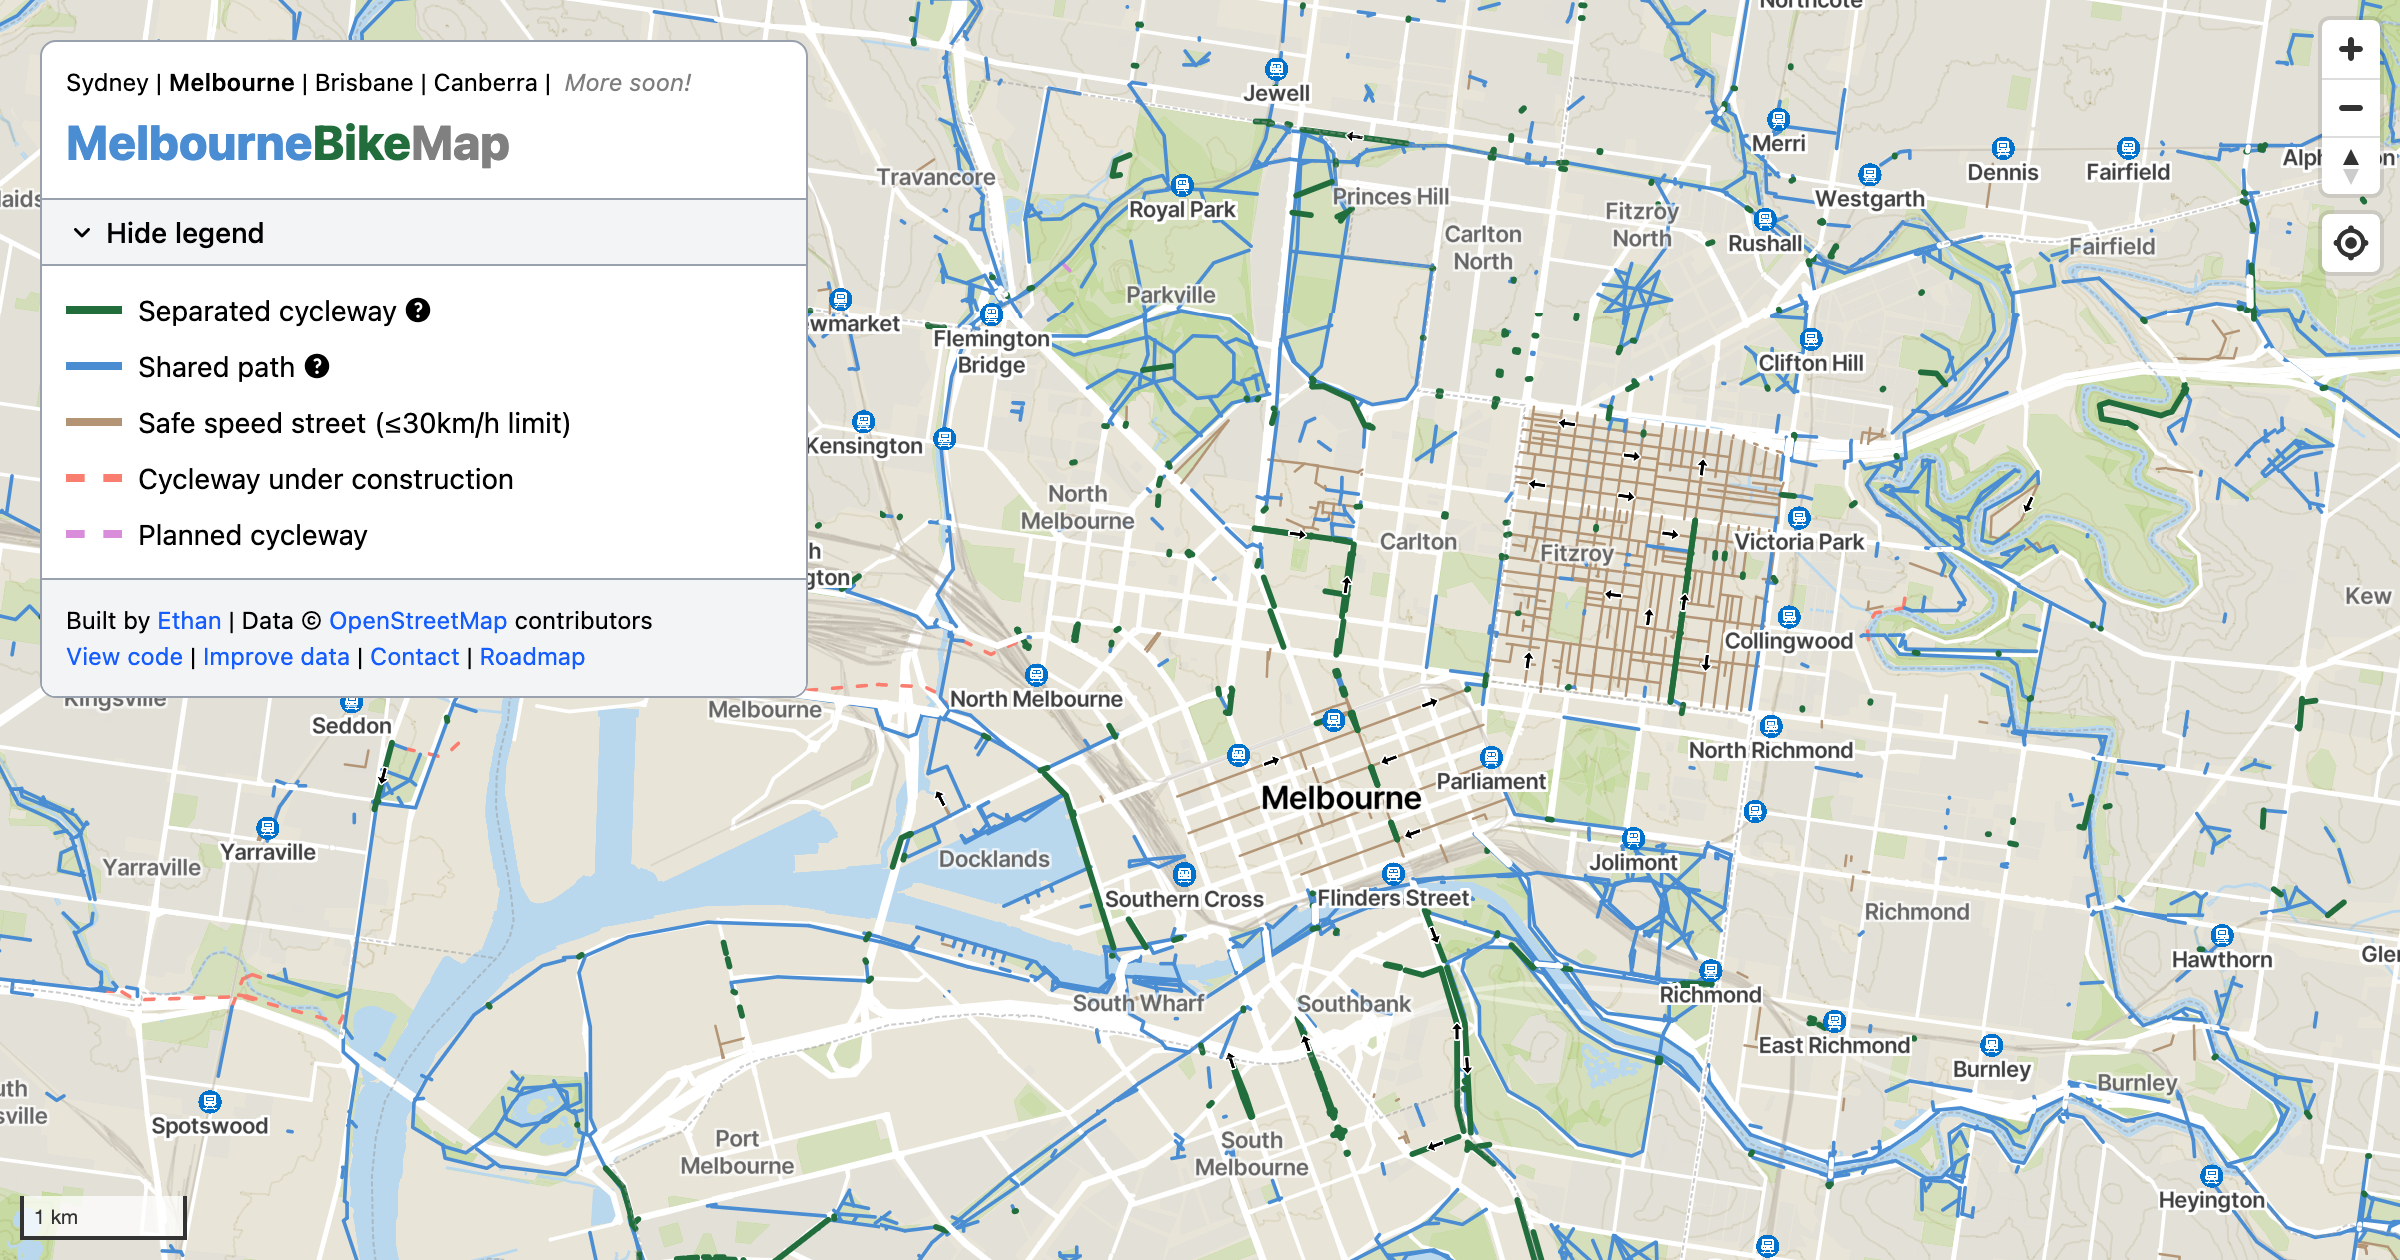 Sydney | Melbourne | Brisbane | Canberra | More soon!
MelbourneBikeMap
Hide legend
Separated cycleway ?
Shared path ?
Safe speed street (≤30km/h limit)
Cycleway under construction
Planned cycleway
Built by Ethan | Data © OpenStreetMap contributors
View code | Improve data | Contact | Roadmap
Northcote
Jewell
Merri
Dennis
Fairfield
Travancore
Royal Park
Princes Hill
Westgarth
Carlton
North
Fitzroy
North
Rushall
Fairfield
Parkville
Flemington
Bridge
Clifton Hill
Kensington
North
Melbourne
Carlton
Fitzroy
Victoria Park
Kew
Collingwood
Kingsville
Seddon
Melbourne
North Melbourne
North Richmond
Parliament
Melbourne
Yarraville
Yarraville
Docklands
Jolimont
Southern Cross
Flinders Street
Richmond
Hawthorn
South Wharf
Southbank
Richmond
East Richmond
Burnley
Burnley
Spotswood
Port
Melbourne
South
Melbourne
Heyington
1 km